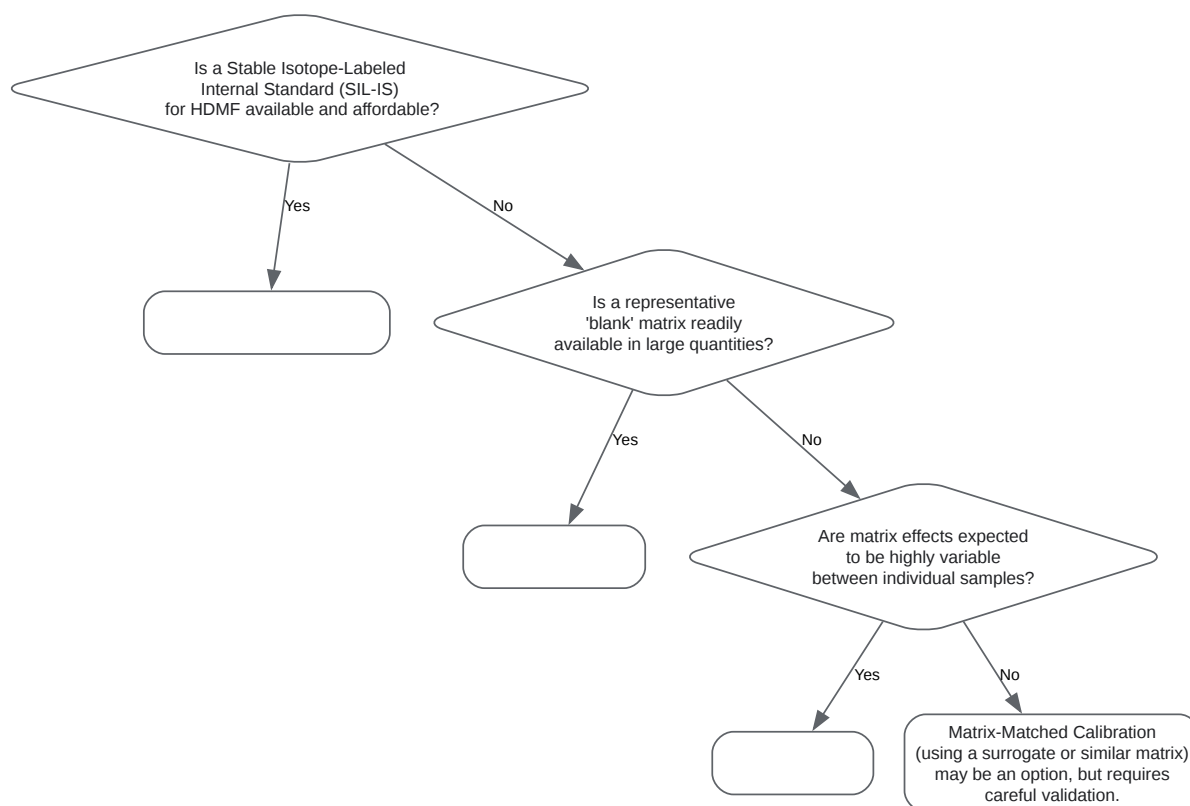 Is a Stable Isotope-Labeled
Internal Standard (SIL-IS)
for HDMF available and affordable?
Yes
No
Is a representative
'blank' matrix readily
available in large quantities?
Yes
No
Are matrix effects expected
to be highly variable
between individual samples?
Yes
No
Matrix-Matched Calibration
(using a surrogate or similar matrix)
may be an option, but requires
careful validation.